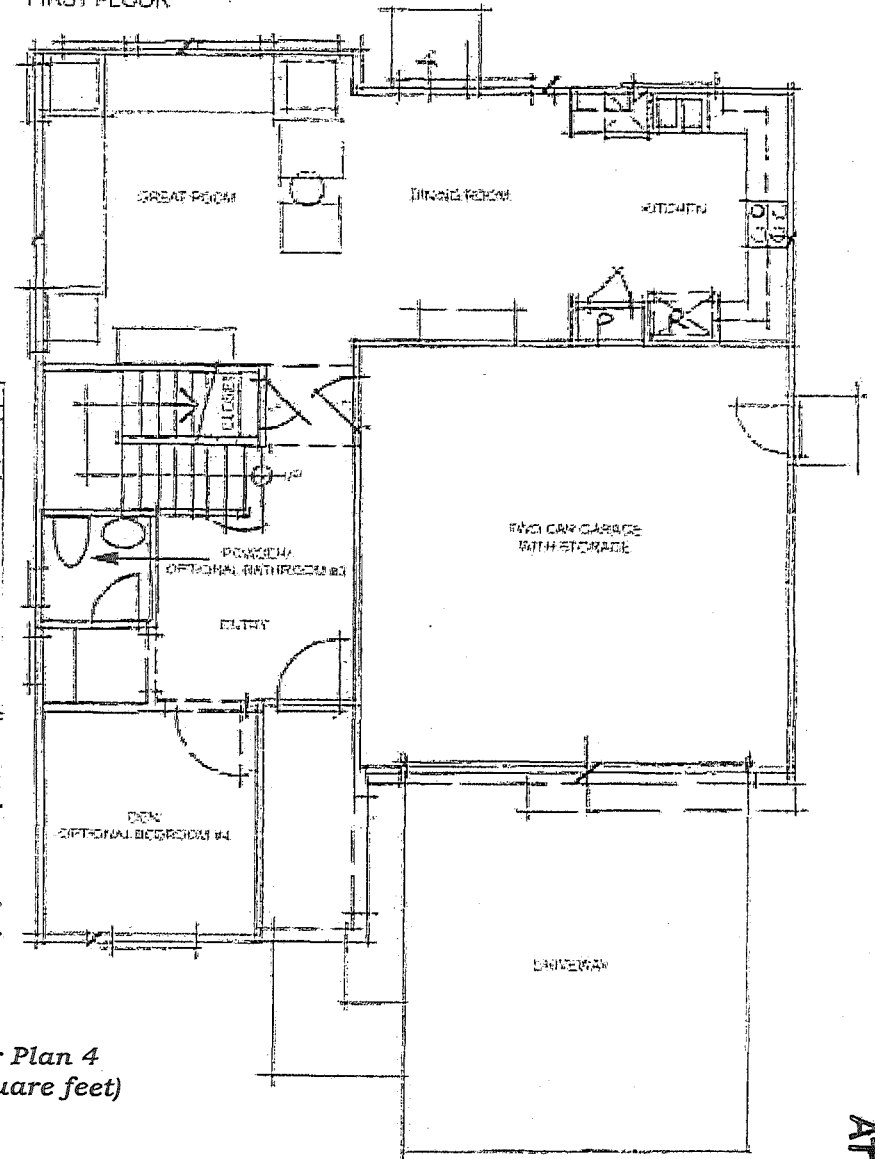 FIRST FLOOR
GREAT ROOM
DINING ROOM
KITCHEN
P
R
CLOSET
UP
TWO CAR GARAGE
WITH STORAGE
POWDER/
OPTIONAL BATHROOM #3
ENTRY
DEN/
OPTIONAL BEDROOM #4
DRIVEWAY
Plan 4
uare feet)
AT